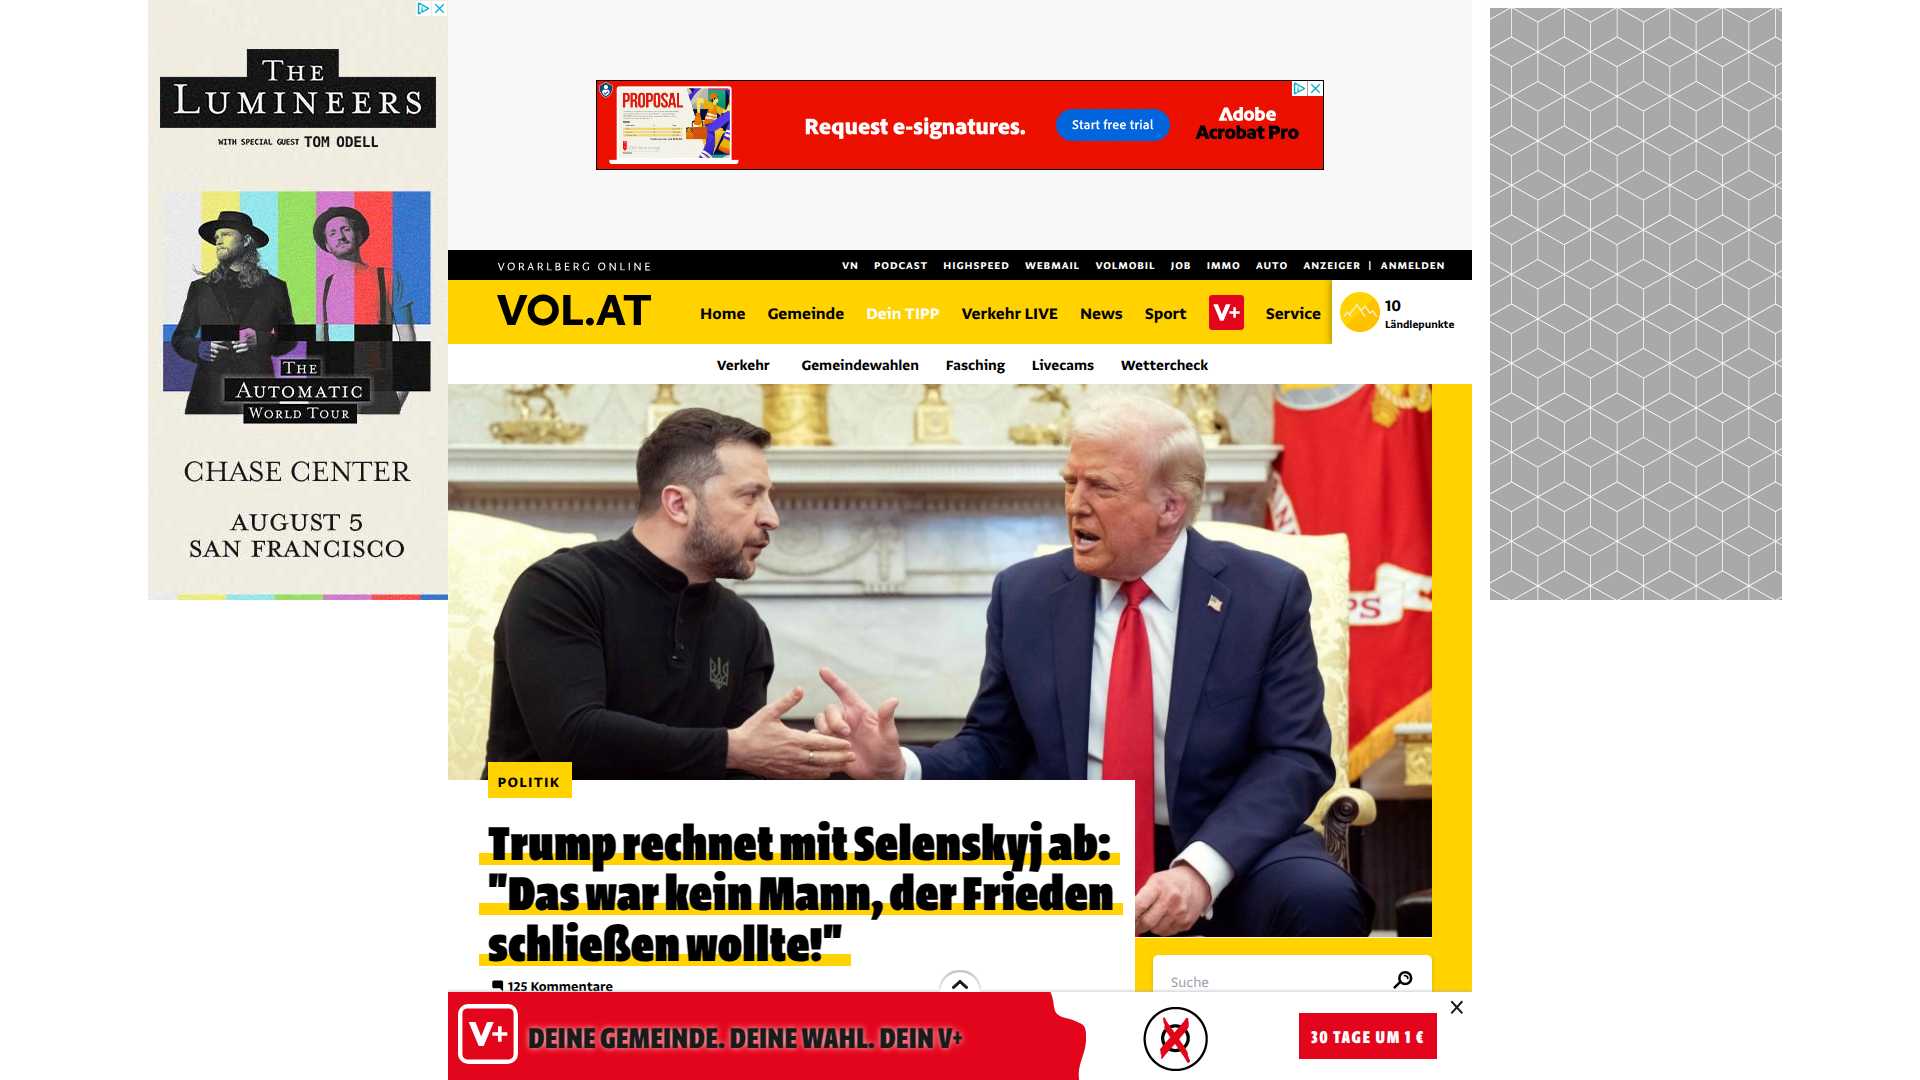 THE
LUMINEERS
WITH SPECIAL GUEST TOM ODELL
THE
AUTOMATIC
WORLD TOUR
CHASE CENTER
AUGUST 5
SAN FRANCISCO
PROPOSAL
Request e-signatures.
Start free trial
Adobe
Acrobat Pro
VORARLBERG ONLINE
VN PODCAST HIGHSPEED WEBMAIL VOLMOBIL JOB IMMO AUTO ANZEIGER | ANMELDEN
VOL.AT
Home Gemeinde Dein TIPP Verkehr LIVE News Sport V+ Service
10
Ländlepunkte
Verkehr Gemeindewahlen Fasching Livecams Wettercheck
PS
POLITIK
Trump rechnet mit Selenskyj ab:
"Das war kein Mann, der Frieden
schließen wollte!"
125 Kommentare
Suche
V+ DEINE GEMEINDE. DEINE WAHL. DEIN V+
30 TAGE UM 1 €